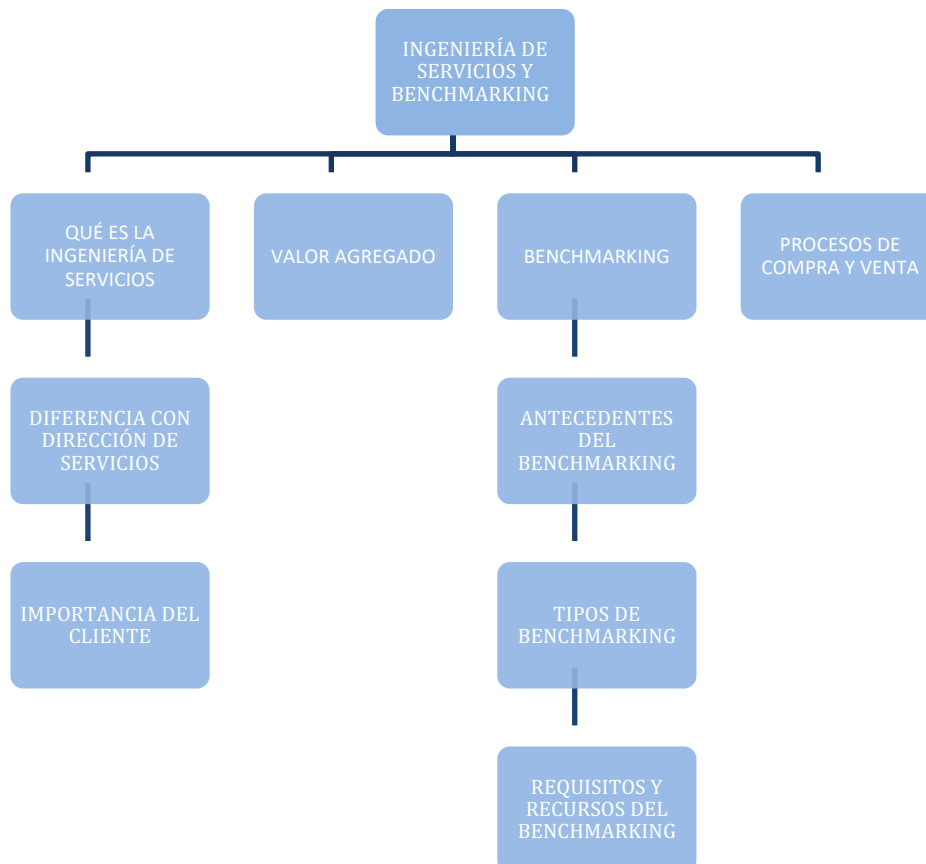 INGENIERÍA DE
SERVICIOS Y
BENCHMARKING
QUÉ ES LA
INGENIERÍA DE
SERVICIOS
DIFERENCIA CON
DIRECCIÓN DE
SERVICIOS
IMPORTANCIA DEL
CLIENTE
VALOR AGREGADO
BENCHMARKING
ANTECEDENTES
DEL
BENCHMARKING
TIPOS DE
BENCHMARKING
REQUISITOS Y
RECURSOS DEL
BENCHMARKING
PROCESOS DE
COMPRA Y VENTA